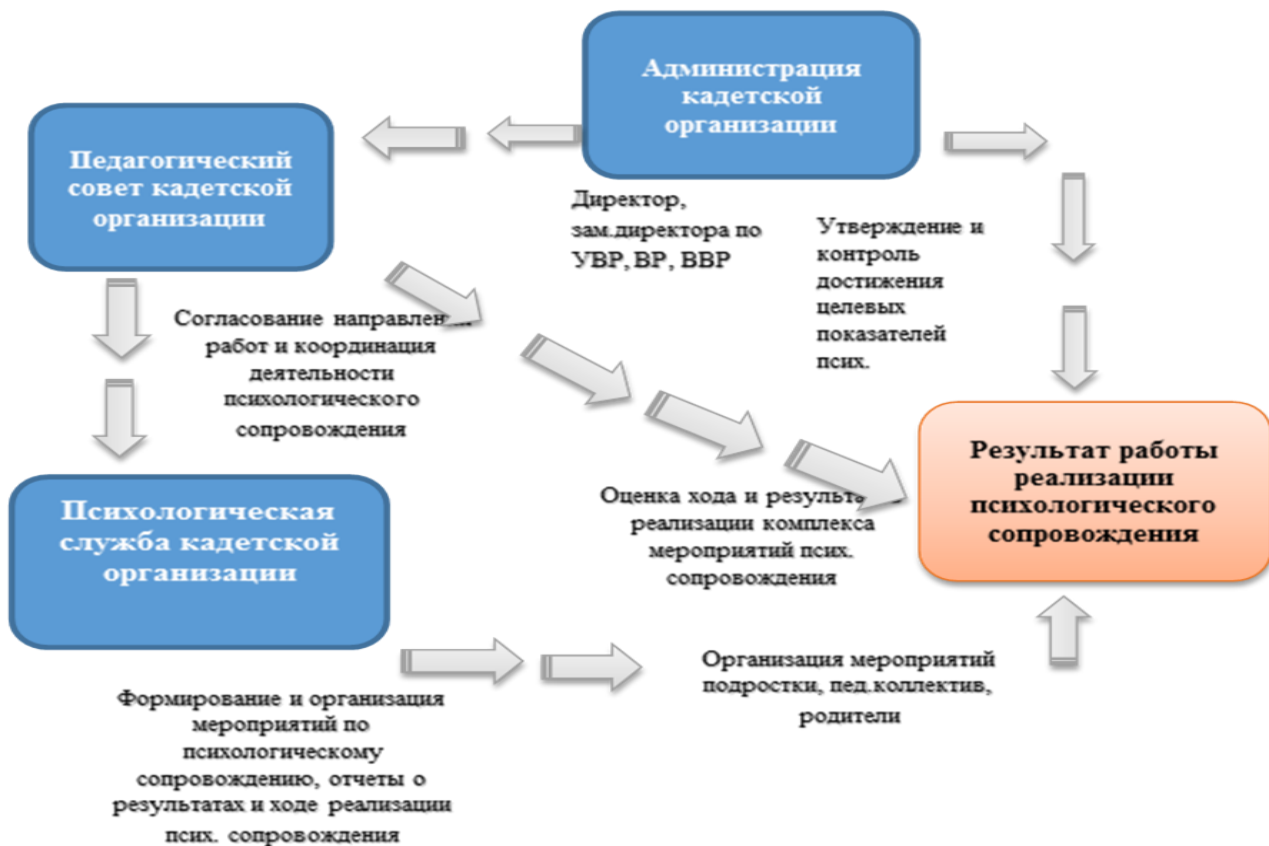 Администрация
кадетской
организации
Педагогический
совет кадетской
организации
Директор,
зам.директора по
УВР, ВР, ВВР
Утверждение и
контроль
достижения
целевых
показателей
псих.
Согласование
работ и координация
деятельности
психологического
сопровождения
Результат работы
реализации
психологического
сопровождения
Оценка хода и
реализации комплекса
мероприятий псих.
сопровождения
Психологическая
служба кадетской
организации
Организация мероприятий
подростки, пед.коллектив,
родители
Формирование и организация
мероприятий по
психологическому
сопровождению, отчеты о
результатах и ходе реализации
псих. сопровождения